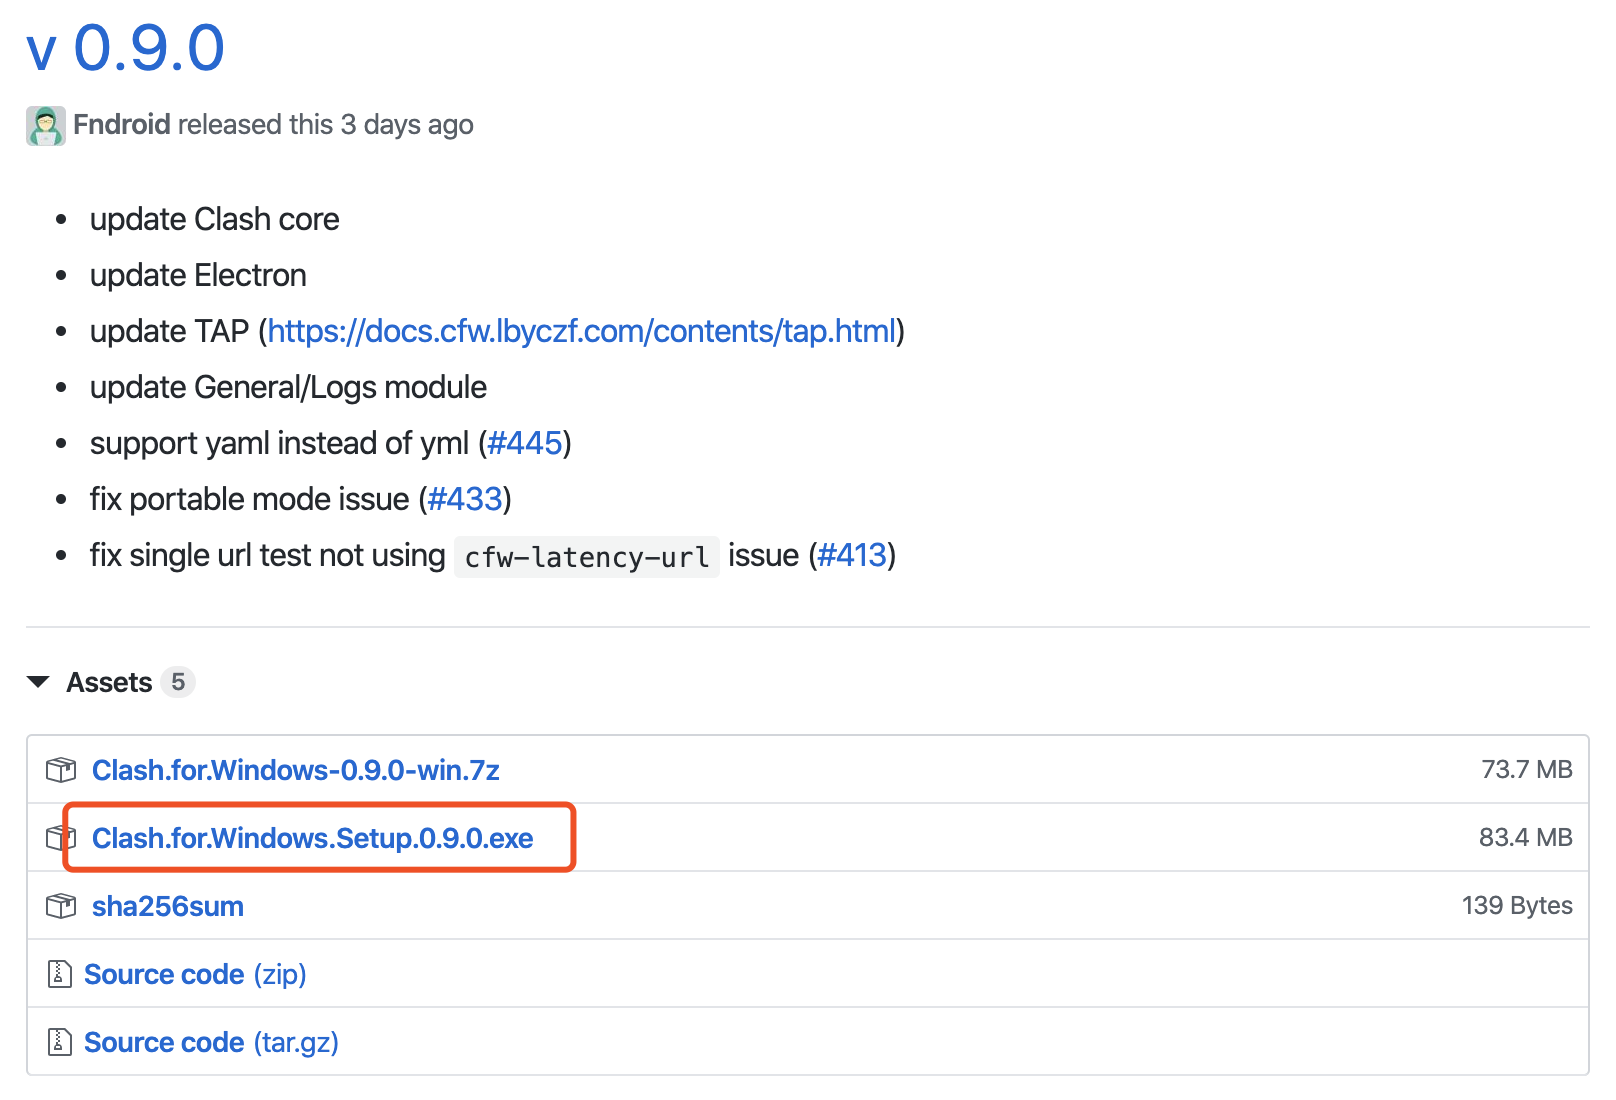 v 0.9.0
Fndroid released this 3 days ago
update Clash core
update Electron
update TAP (https://docs.cfw.lbyczf.com/contents/tap.html)
update General/Logs module
support yaml instead of yml (#445)
fix portable mode issue (#433)
fix single url test not using cfw-latency-url issue (#413)
Assets 5
Clash.for.Windows-0.9.0-win.7z 73.7 MB
Clash.for.Windows.Setup.0.9.0.exe 83.4 MB
sha256sum 139 Bytes
Source code (zip)
Source code (tar.gz)